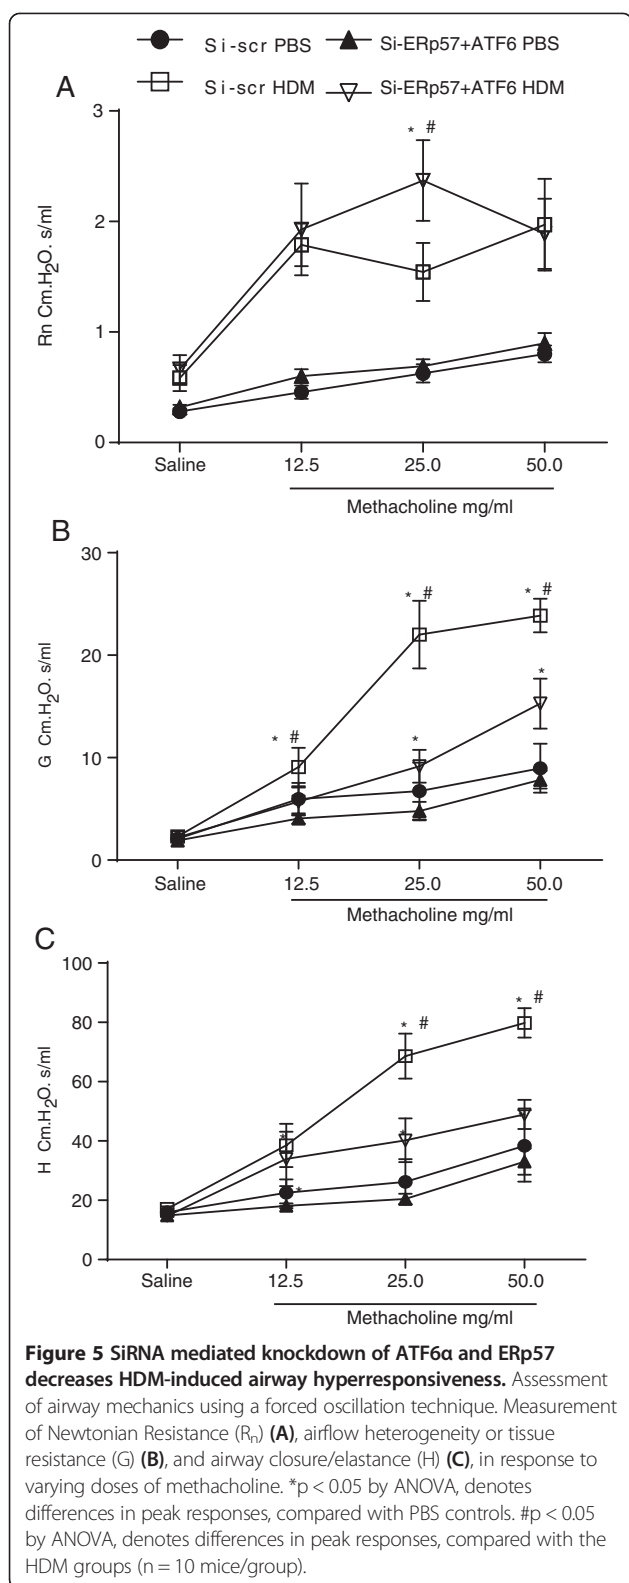 Si-scr PBS
Si-ERp57+ATF6 PBS
Si-scr HDM
Si-ERp57+ATF6 HDM
A
3
* #
2
Rn Cm.H2O. s/ml
1
0
Saline 12.5 25.0 50.0
Methacholine mg/ml
B
30
* # * #
20
*
* # *
G Cm.H2O. s/ml
10
0
Saline 12.5 25.0 50.0
Methacholine mg/ml
C
100
* # * #
80
60
H Cm.H2O. s/ml
* *
40
*
20
0
Saline 12.5 25.0 50.0
Methacholine mg/ml
Figure 5 SiRNA mediated knockdown of ATF6α and ERp57
decreases HDM-induced airway hyperresponsiveness. Assessment
of airway mechanics using a forced oscillation technique. Measurement
of Newtonian Resistance (Rn) (A), airflow heterogeneity or tissue
resistance (G) (B), and airway closure/elastance (H) (C), in response to
varying doses of methacholine. *p < 0.05 by ANOVA, denotes
differences in peak responses, compared with PBS controls. #p < 0.05
by ANOVA, denotes differences in peak responses, compared with the
HDM groups (n = 10 mice/group).